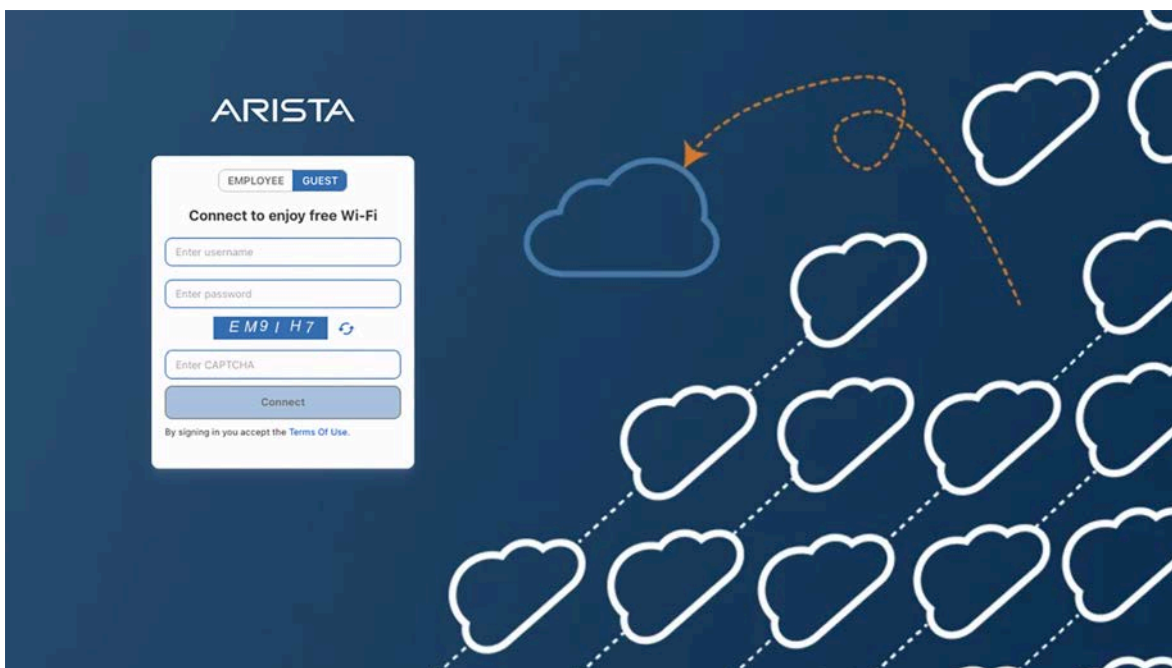 ARISTA
EMPLOYEE GUEST
Connect to enjoy free Wi-Fi
Enter username
Enter password
EM9I H7
Enter CAPTCHA
Connect
By signing in you accept the Terms Of Use.